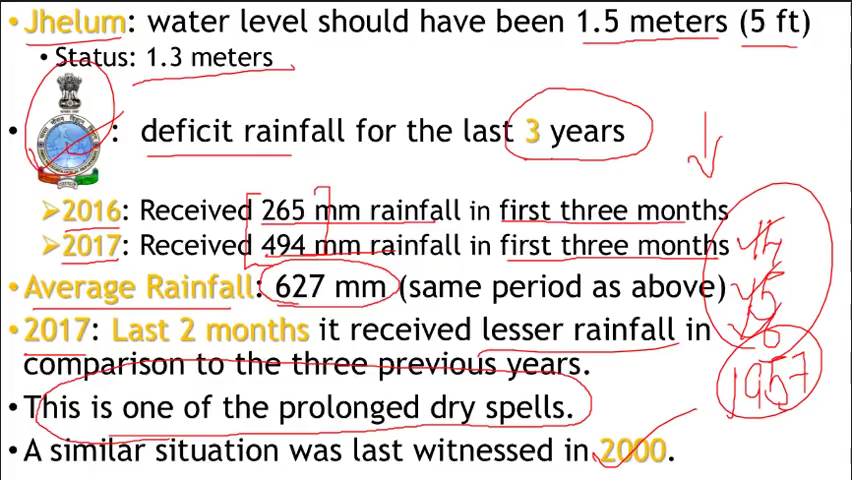 • Jhelum: water level should have been 1.5 meters (5 ft)
• Status: 1.3 meters
• : deficit rainfall for the last 3 years
➢2016: Received 265 mm rainfall in first three months
➢2017: Received 494 mm rainfall in first three months
• Average Rainfall: 627 mm (same period as above)
• 2017: Last 2 months it received lesser rainfall in
comparison to the three previous years.
1957
• This is one of the prolonged dry spells.
• A similar situation was last witnessed in 2000.